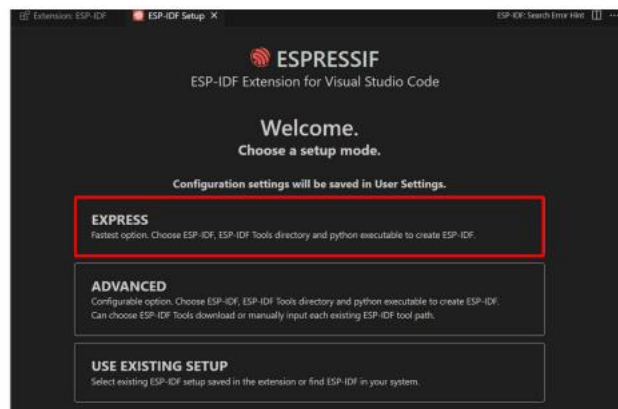 Extension: ESP-IDF
ESP-IDF Setup
ESP-IDF: Search Error Hint
ESPRESSIF
ESP-IDF Extension for Visual Studio Code
Welcome.
Choose a setup mode.
Configuration settings will be saved in User Settings.
EXPRESS
Fastest option. Choose ESP-IDF, ESP-IDF Tools directory and python executable to create ESP-IDF.
ADVANCED
Configurable option. Choose ESP-IDF, ESP-IDF Tools directory and python executable to create ESP-IDF.
Can choose ESP-IDF Tools download or manually input each existing ESP-IDF tool path.
USE EXISTING SETUP
Select existing ESP-IDF setup saved in the extension or find ESP-IDF in your system.